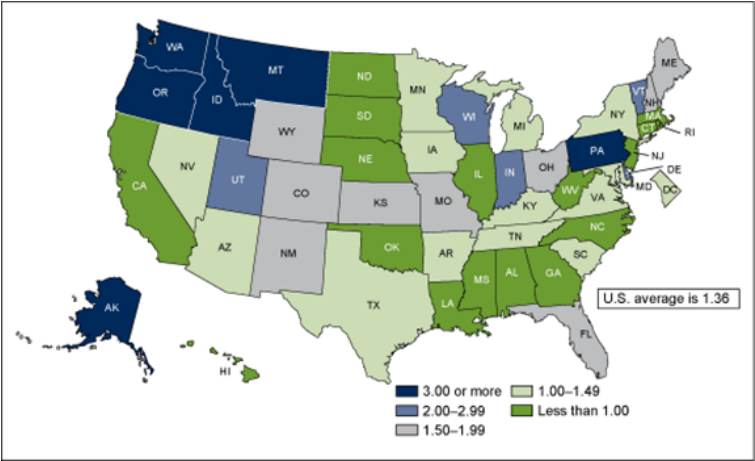 WA
ME
MT
ND
OR
MN
VT
ID
NH
SD
WI
NY
MA
WY
MI
CT
RI
IA
PA
NE
NJ
NV
OH
DE
UT
IL
IN
CA
CO
WV
MD
DC
KS
MO
VA
KY
NC
AZ
OK
TN
NM
AR
SC
MS
AL
GA
TX
LA
U.S. average is 1.36
AK
FL
HI
3.00 or more
1.00–1.49
2.00–2.99
Less than 1.00
1.50–1.99